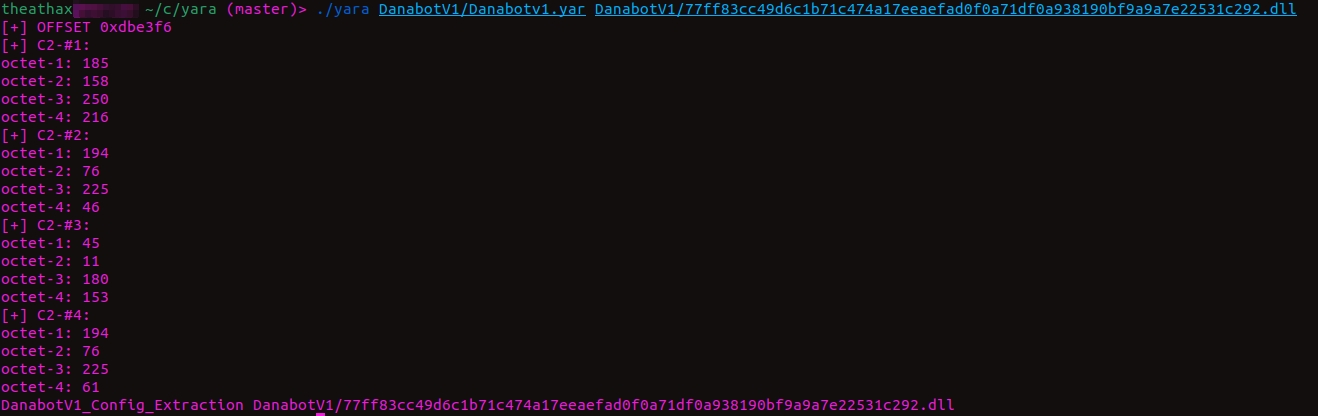 theathax ~/c/yara (master)> ./yara DanabotV1/Danabotv1.yar DanabotV1/77ff83cc49d6c1b71c474a17eeaefad0f0a71df0a938190bf9a9a7e22531c292.dll
[+] OFFSET 0xdbe3f6
[+] C2-#1:
octet-1: 185
octet-2: 158
octet-3: 250
octet-4: 216
[+] C2-#2:
octet-1: 194
octet-2: 76
octet-3: 225
octet-4: 46
[+] C2-#3:
octet-1: 45
octet-2: 11
octet-3: 180
octet-4: 153
[+] C2-#4:
octet-1: 194
octet-2: 76
octet-3: 225
octet-4: 61
DanabotV1_Config_Extraction DanabotV1/77ff83cc49d6c1b71c474a17eeaefad0f0a71df0a938190bf9a9a7e22531c292.dll